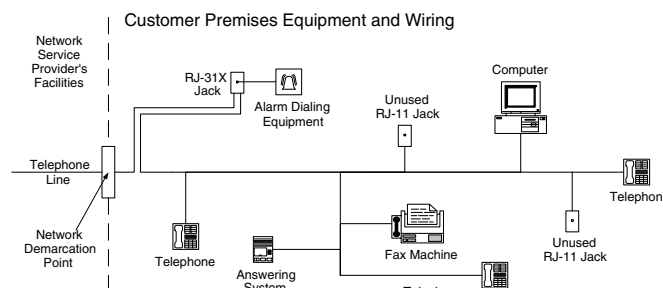 Customer Premises Equipment and Wiring
Network
Service
Provider's
Facilities
RJ-31X
Jack
Alarm Dialing
Equipment
Unused
RJ-11 Jack
Computer
Telephone
Line
Network
Demarcation
Point
Telephone
Answering
System
Fax Machine
Unused
RJ-11 Jack
Telephon